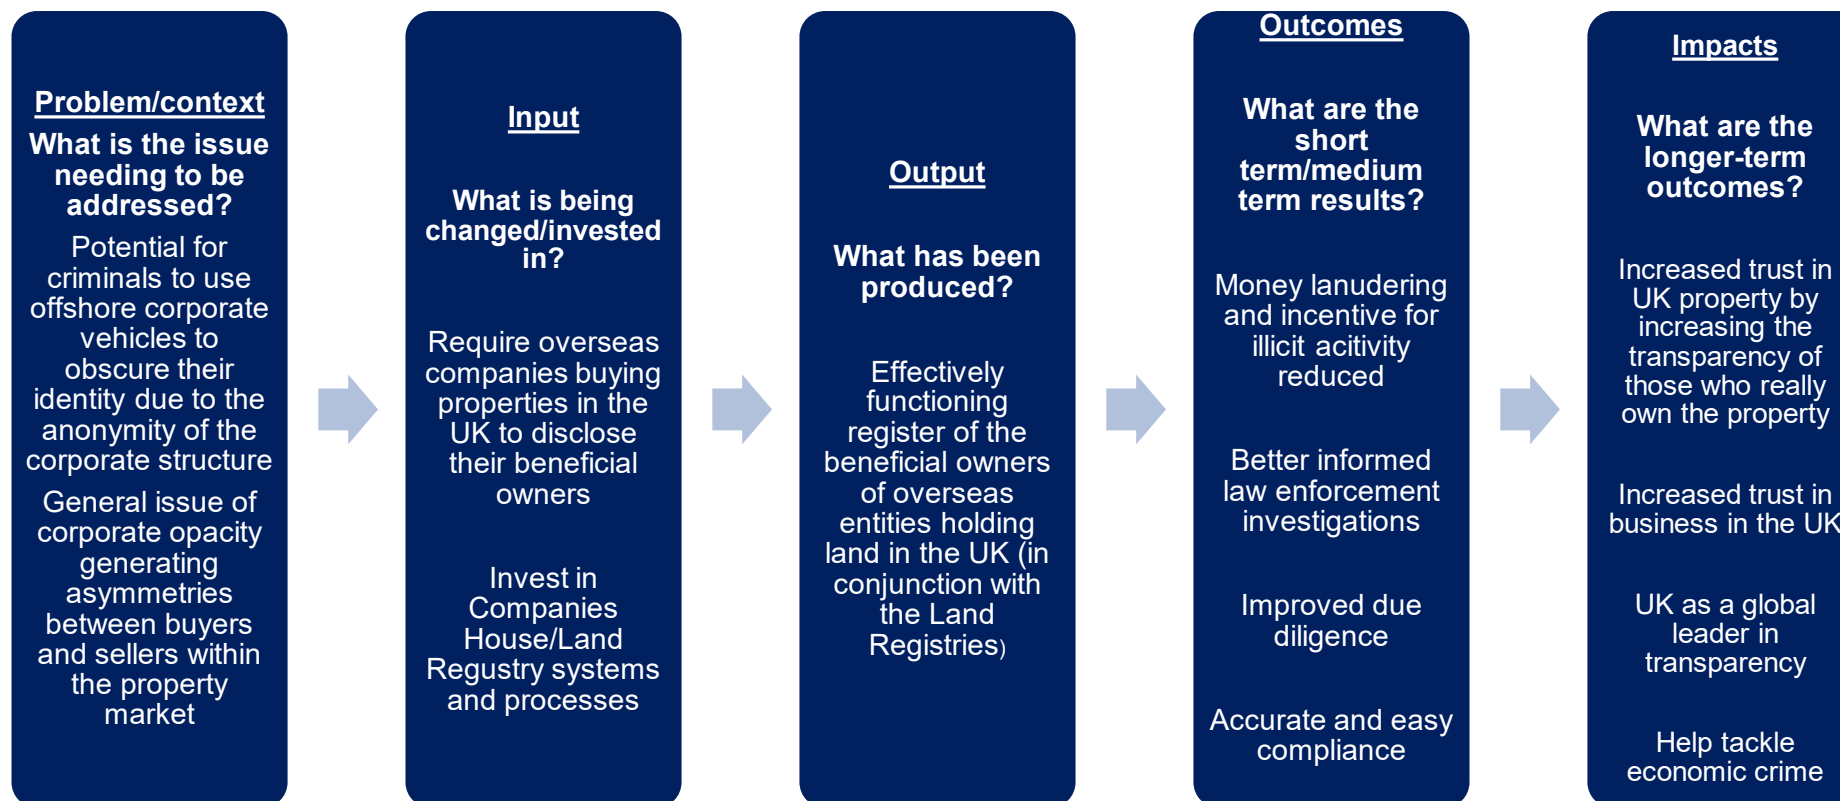 Problem/context
What is the issue
needing to be
addressed?
Potential for
criminals to use
offshore corporate
vehicles to
obscure their
identity due to the
anonymity of the
corporate structure
General issue of
corporate opacity
generating
asymmetries
between buyers
and sellers within
the property
market
Input
What is being
changed/invested
in?
Require overseas
companies buying
properties in the
UK to disclose
their beneficial
owners
Invest in
Companies
House/Land
Regustry systems
and processes
Output
What has been
produced?
Effectively
functioning
register of the
beneficial owners
of overseas
entities holding
land in the UK (in
conjunction with
the Land
Registries)
Outcomes
What are the
short
term/medium
term results?
Money lanudering
and incentive for
illicit acitivity
reduced
Better informed
law enforcement
investigations
Improved due
diligence
Accurate and easy
compliance
Impacts
What are the
longer-term
outcomes?
Increased trust in
UK property by
increasing the
transparency of
those who really
own the property
Increased trust in
business in the UK
UK as a global
leader in
transparency
Help tackle
economic crime